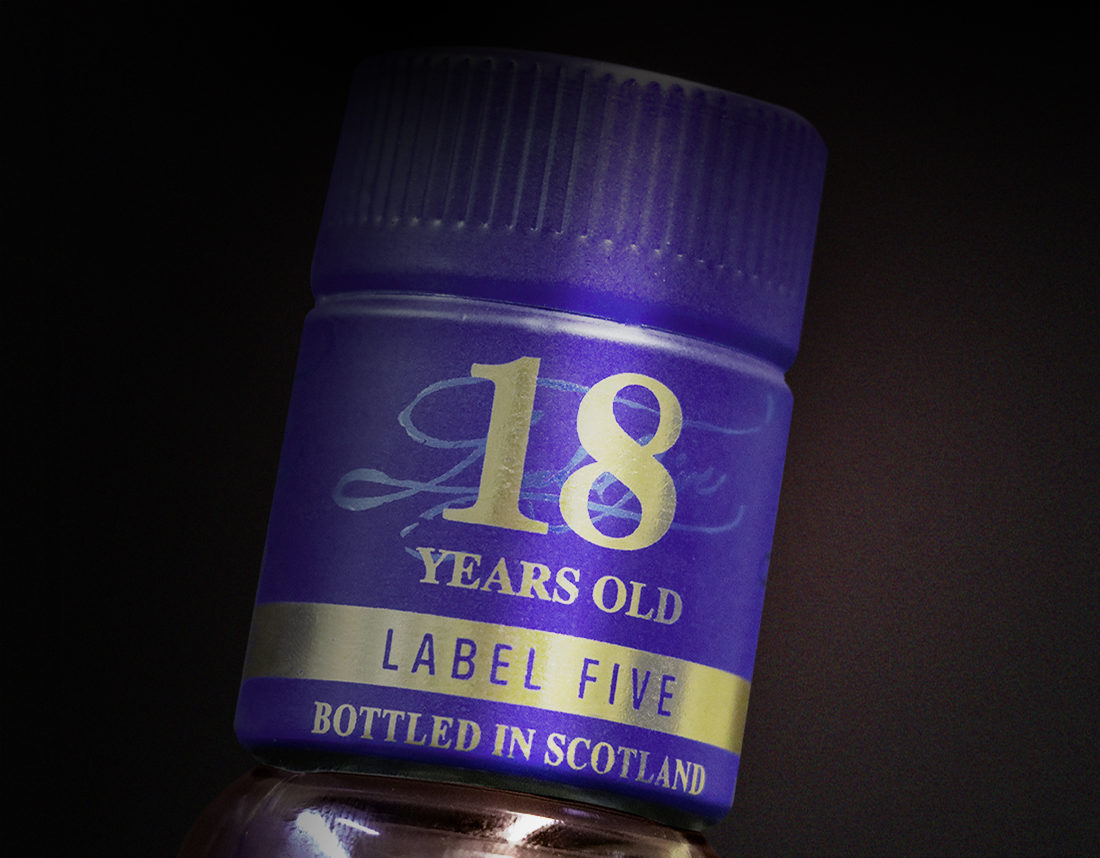 18
YEARS OLD
LABEL FIVE
BOTTLED IN SCOTLAND